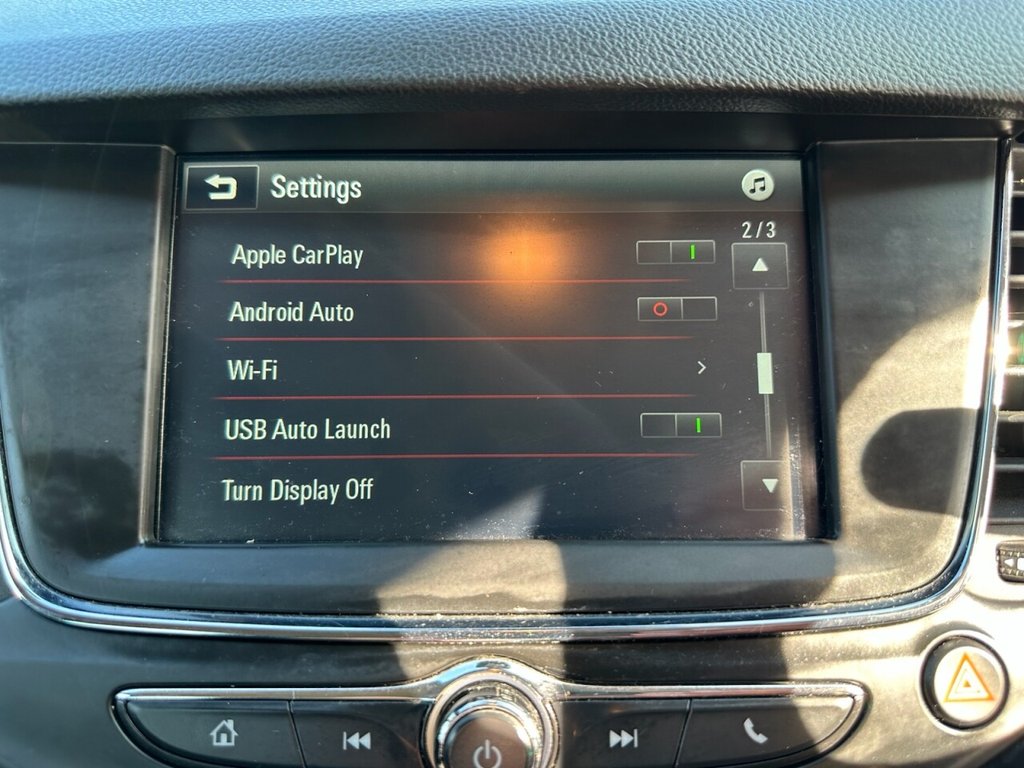 Settings
2/3
Apple CarPlay
Android Auto
Wi-Fi
USB Auto Launch
Turn Display Off